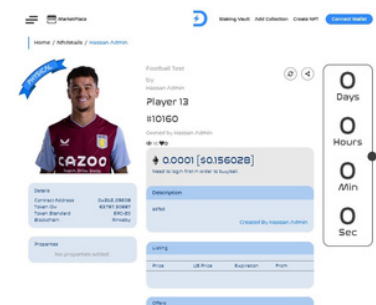 MarketPlace
Staking Vault Add Collection Create NFT Connect Wallet
Home / Nftdetails / Hassan Admin
PHYSICAL
CAZOO
Football Test
by
Hassan Admin
Player 13
#10160
Owned by Hassan Admin
0.0001 [$0.156028]
Need to login first in order to buy/sell.
0
Days
0
Hours
0
Min
0
Sec
Details
Contract Address
Token ID
Token Standard
Blockchain Rinkeby
Properties
No properties added
Description
Created By Hassan Admin
Listing
Price US Price Expiration From
Offers